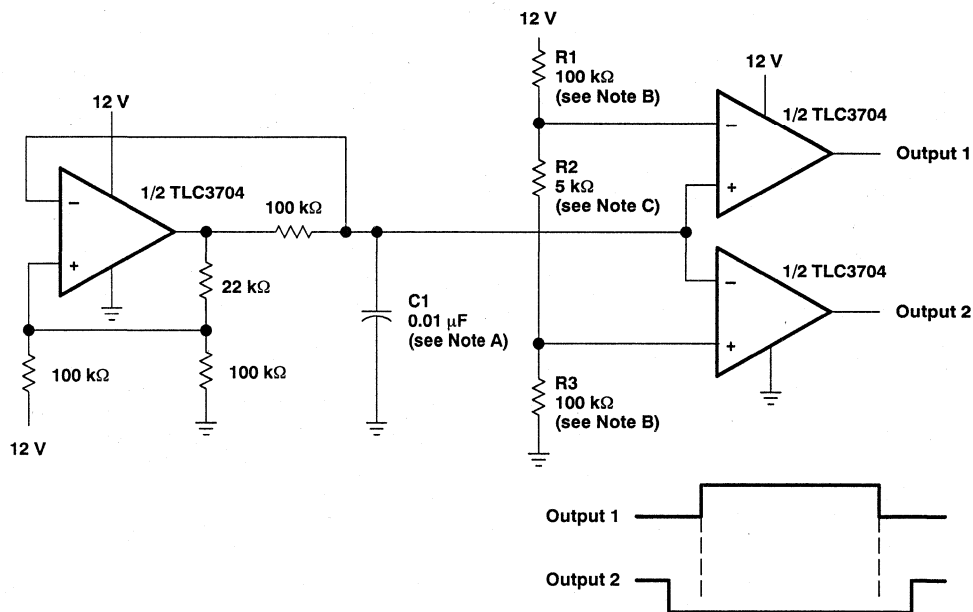 12 V
R1
100 kΩ
(see Note B)
12 V
1/2 TLC3704
−
+
Output 1
12 V
1/2 TLC3704
−
+
100 kΩ
22 kΩ
100 kΩ
100 kΩ
12 V
C1
0.01 µF
(see Note A)
R2
5 kΩ
(see Note C)
1/2 TLC3704
−
+
Output 2
R3
100 kΩ
(see Note B)
Output 1
Output 2